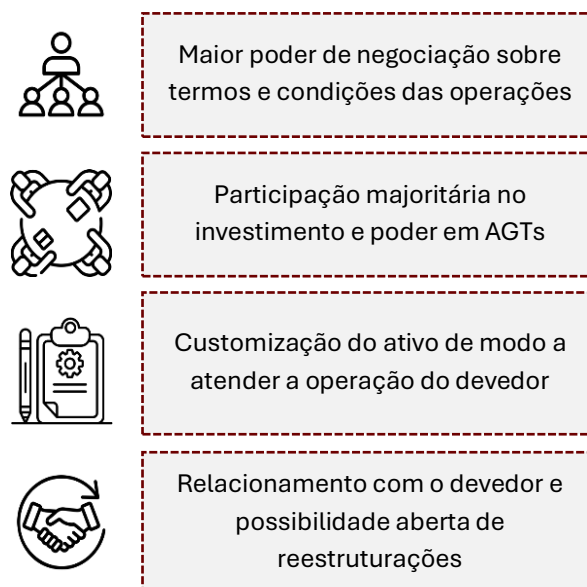 Maior poder de negociação sobre
termos e condições das operações
Participação majoritária no
investimento e poder em AGTs
Customização do ativo de modo a
atender a operação do devedor
Relacionamento com o devedor e
possibilidade aberta de
reestruturações